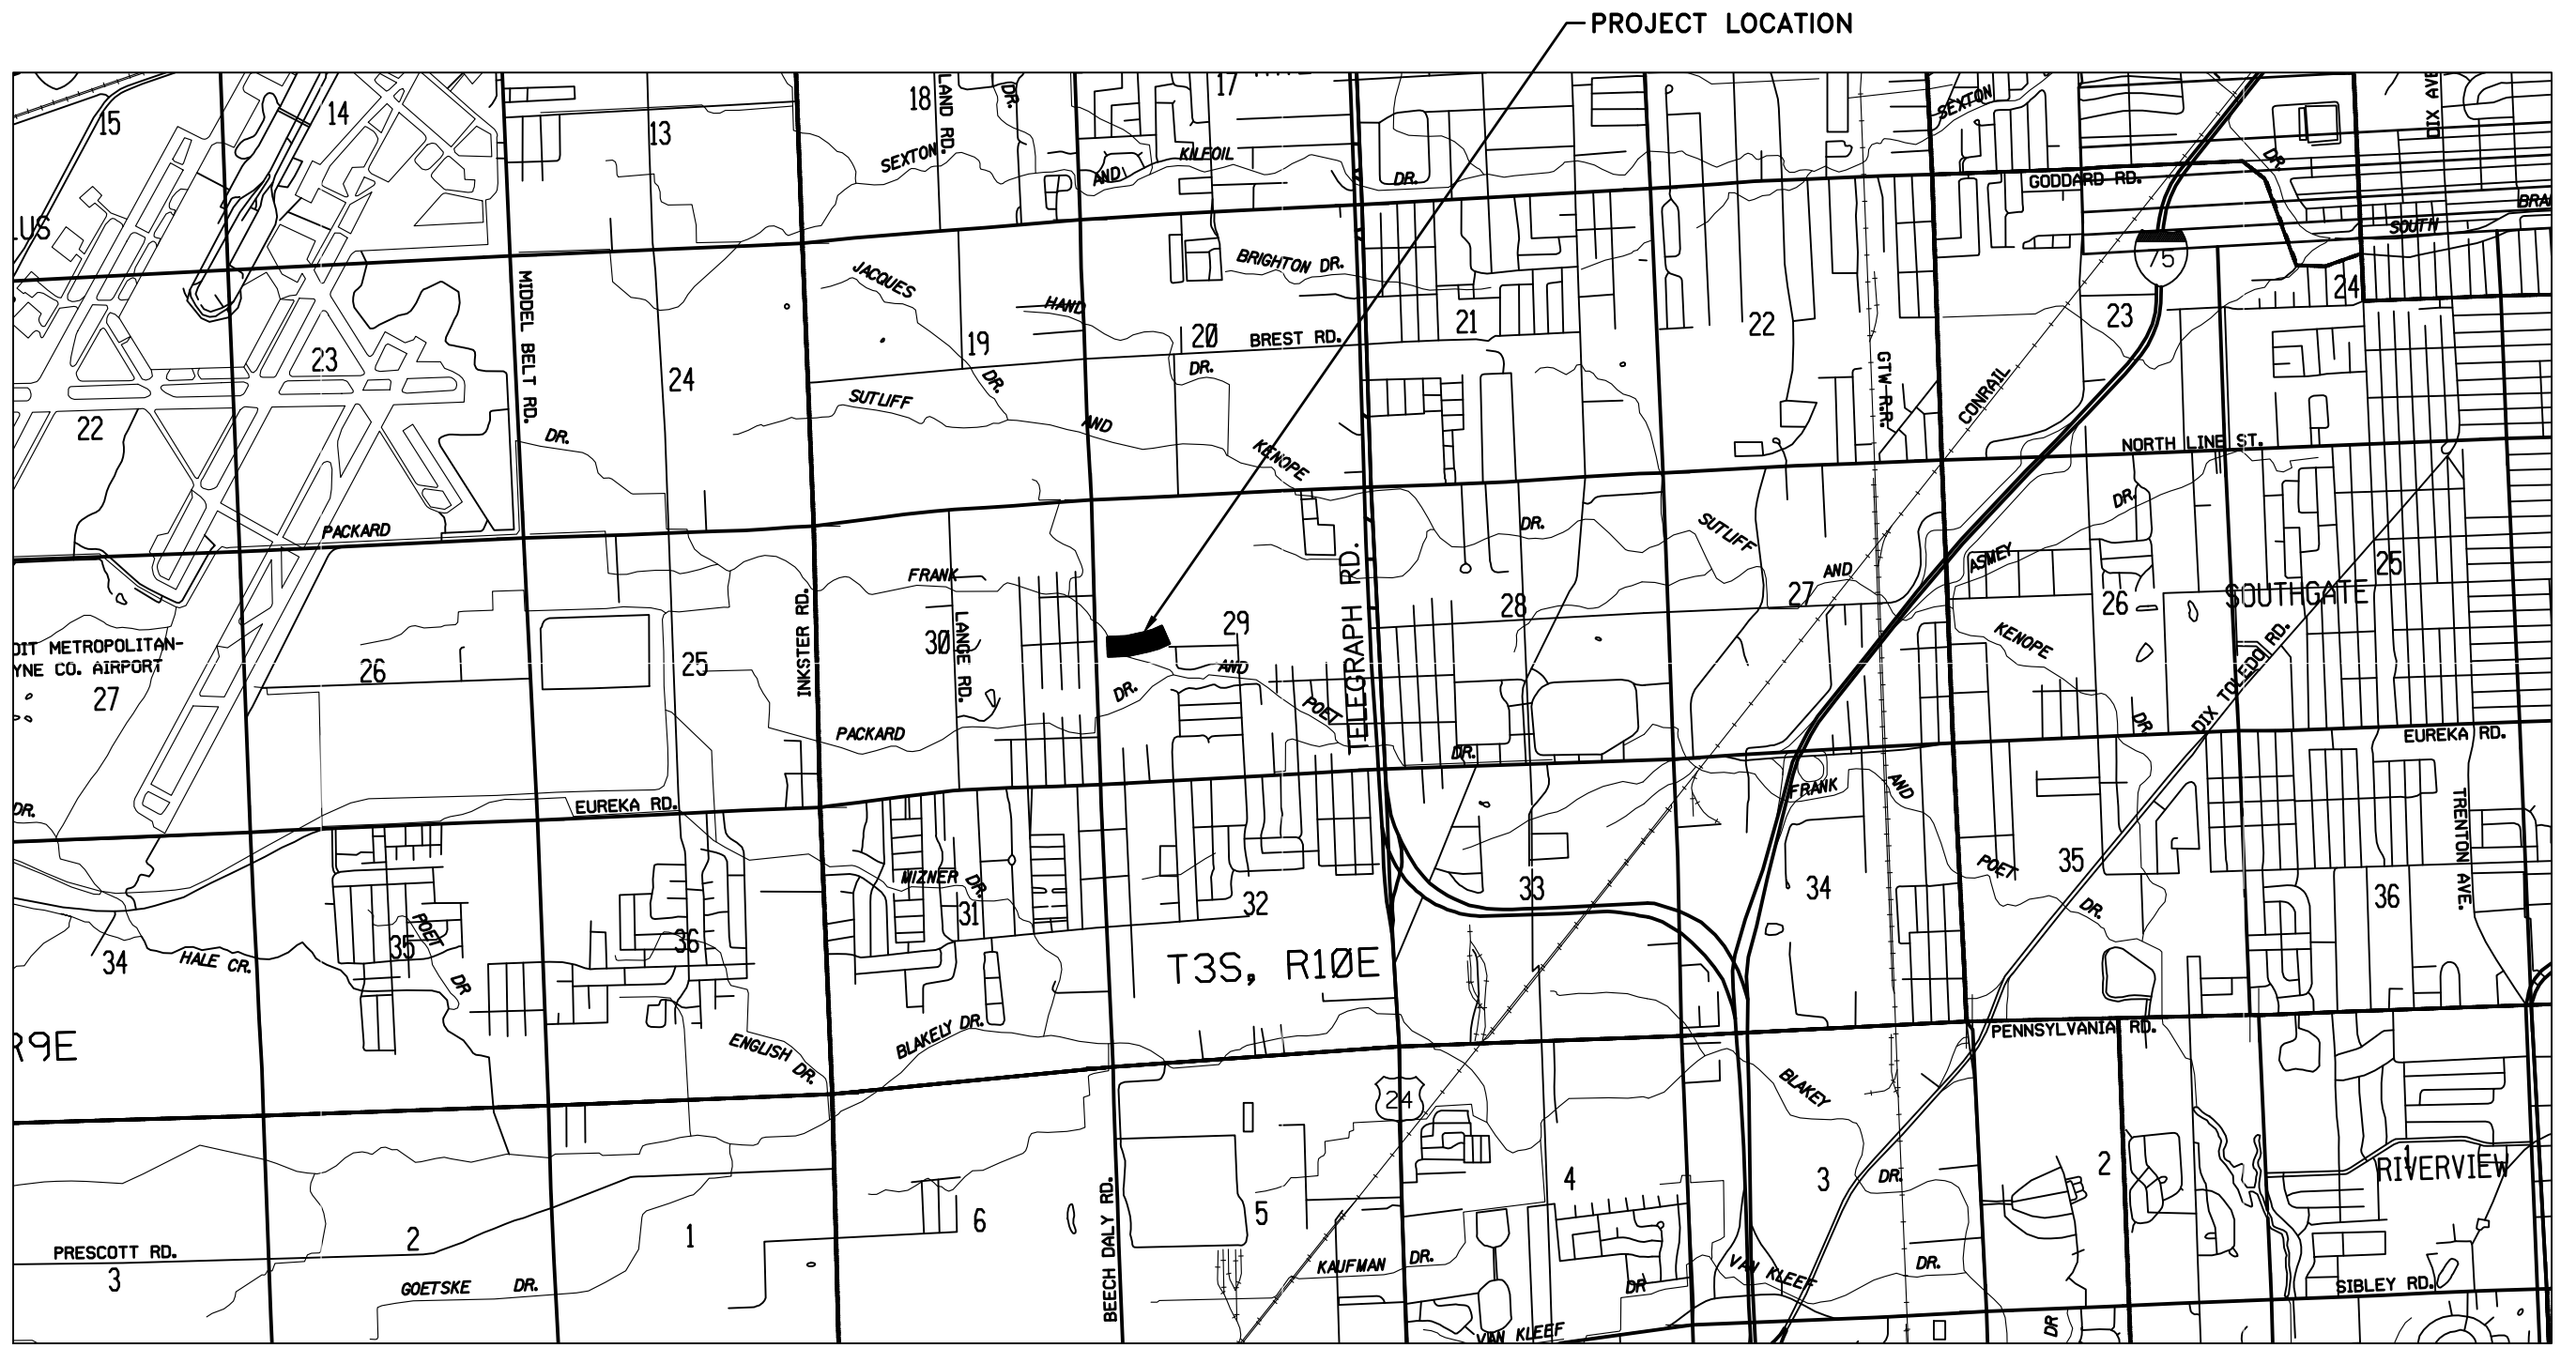 PROJECT LOCATION
15
14
13
18
LAND RD.
DR.
17
SEXTON
AND
KILFOIL
DR.
SEXTON
DIX AVE
DR.
GODDARD RD.
SOUTH
BRA
LUS
JACQUES
DR.
BRIGHTON DR.
HAND
DR.
75
MIDDEL BELT RD.
23
24
19
20
BREST RD.
21
22
23
24
GTW R.R.
CONRAIL
22
SUTLIFF
AND
KENOPE
DR.
DR.
NORTH LINE ST.
PACKARD
SUTLIFF
AND
ASMEY
DR.
FRANK
INKSTER RD.
LANGE RD.
TELEGRAPH RD.
27
28
29
30
26
25
SOUTHGATE
OIT METROPOLITAN-
YNE CO. AIRPORT
27
26
25
DR.
AND
POET
DR.
KENOPE
DR.
DIX TOLEDO RD.
PACKARD
EUREKA RD.
DR.
EUREKA RD.
FRANK
AND
POET
DR.
TRENTON AVE.
MIZNER
DR.
31
32
33
34
35
36
34
HALE CR.
35
POET
DR
36
T3S, R10E
R9E
ENGLISH DR.
BLAKELY DR.
PENNSYLVANIA RD.
24
BLAKEY
DR.
PRESCOTT RD.
3
2
1
6
5
4
3
2
1
RIVERVIEW
BEECH DALY RD.
GOETSKE DR.
KAUFMAN DR.
DR
VAN KLEEF
DR.
SIBLEY RD.
VAN KLEEF
DR